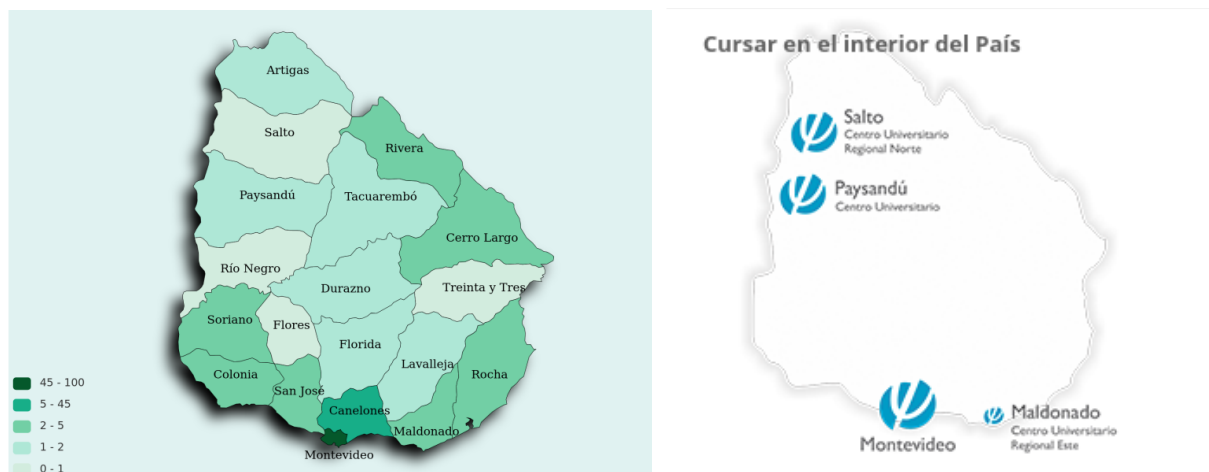 Artigas
Salto
Rivera
Paysandú
Tacuarembó
Cerro Largo
Río Negro
Durazno
Treinta y Tres
Soriano
Flores
Florida
Lavalleja
Colonia
San José
Rocha
Canelones
Maldonado
Montevideo
45 - 100
5 - 45
2 - 5
1 - 2
0 - 1
Cursar en el interior del País
Salto
Centro Universitario
Regional Norte
Paysandú
Centro Universitario
Montevideo
Maldonado
Centro Universitario
Regional Este